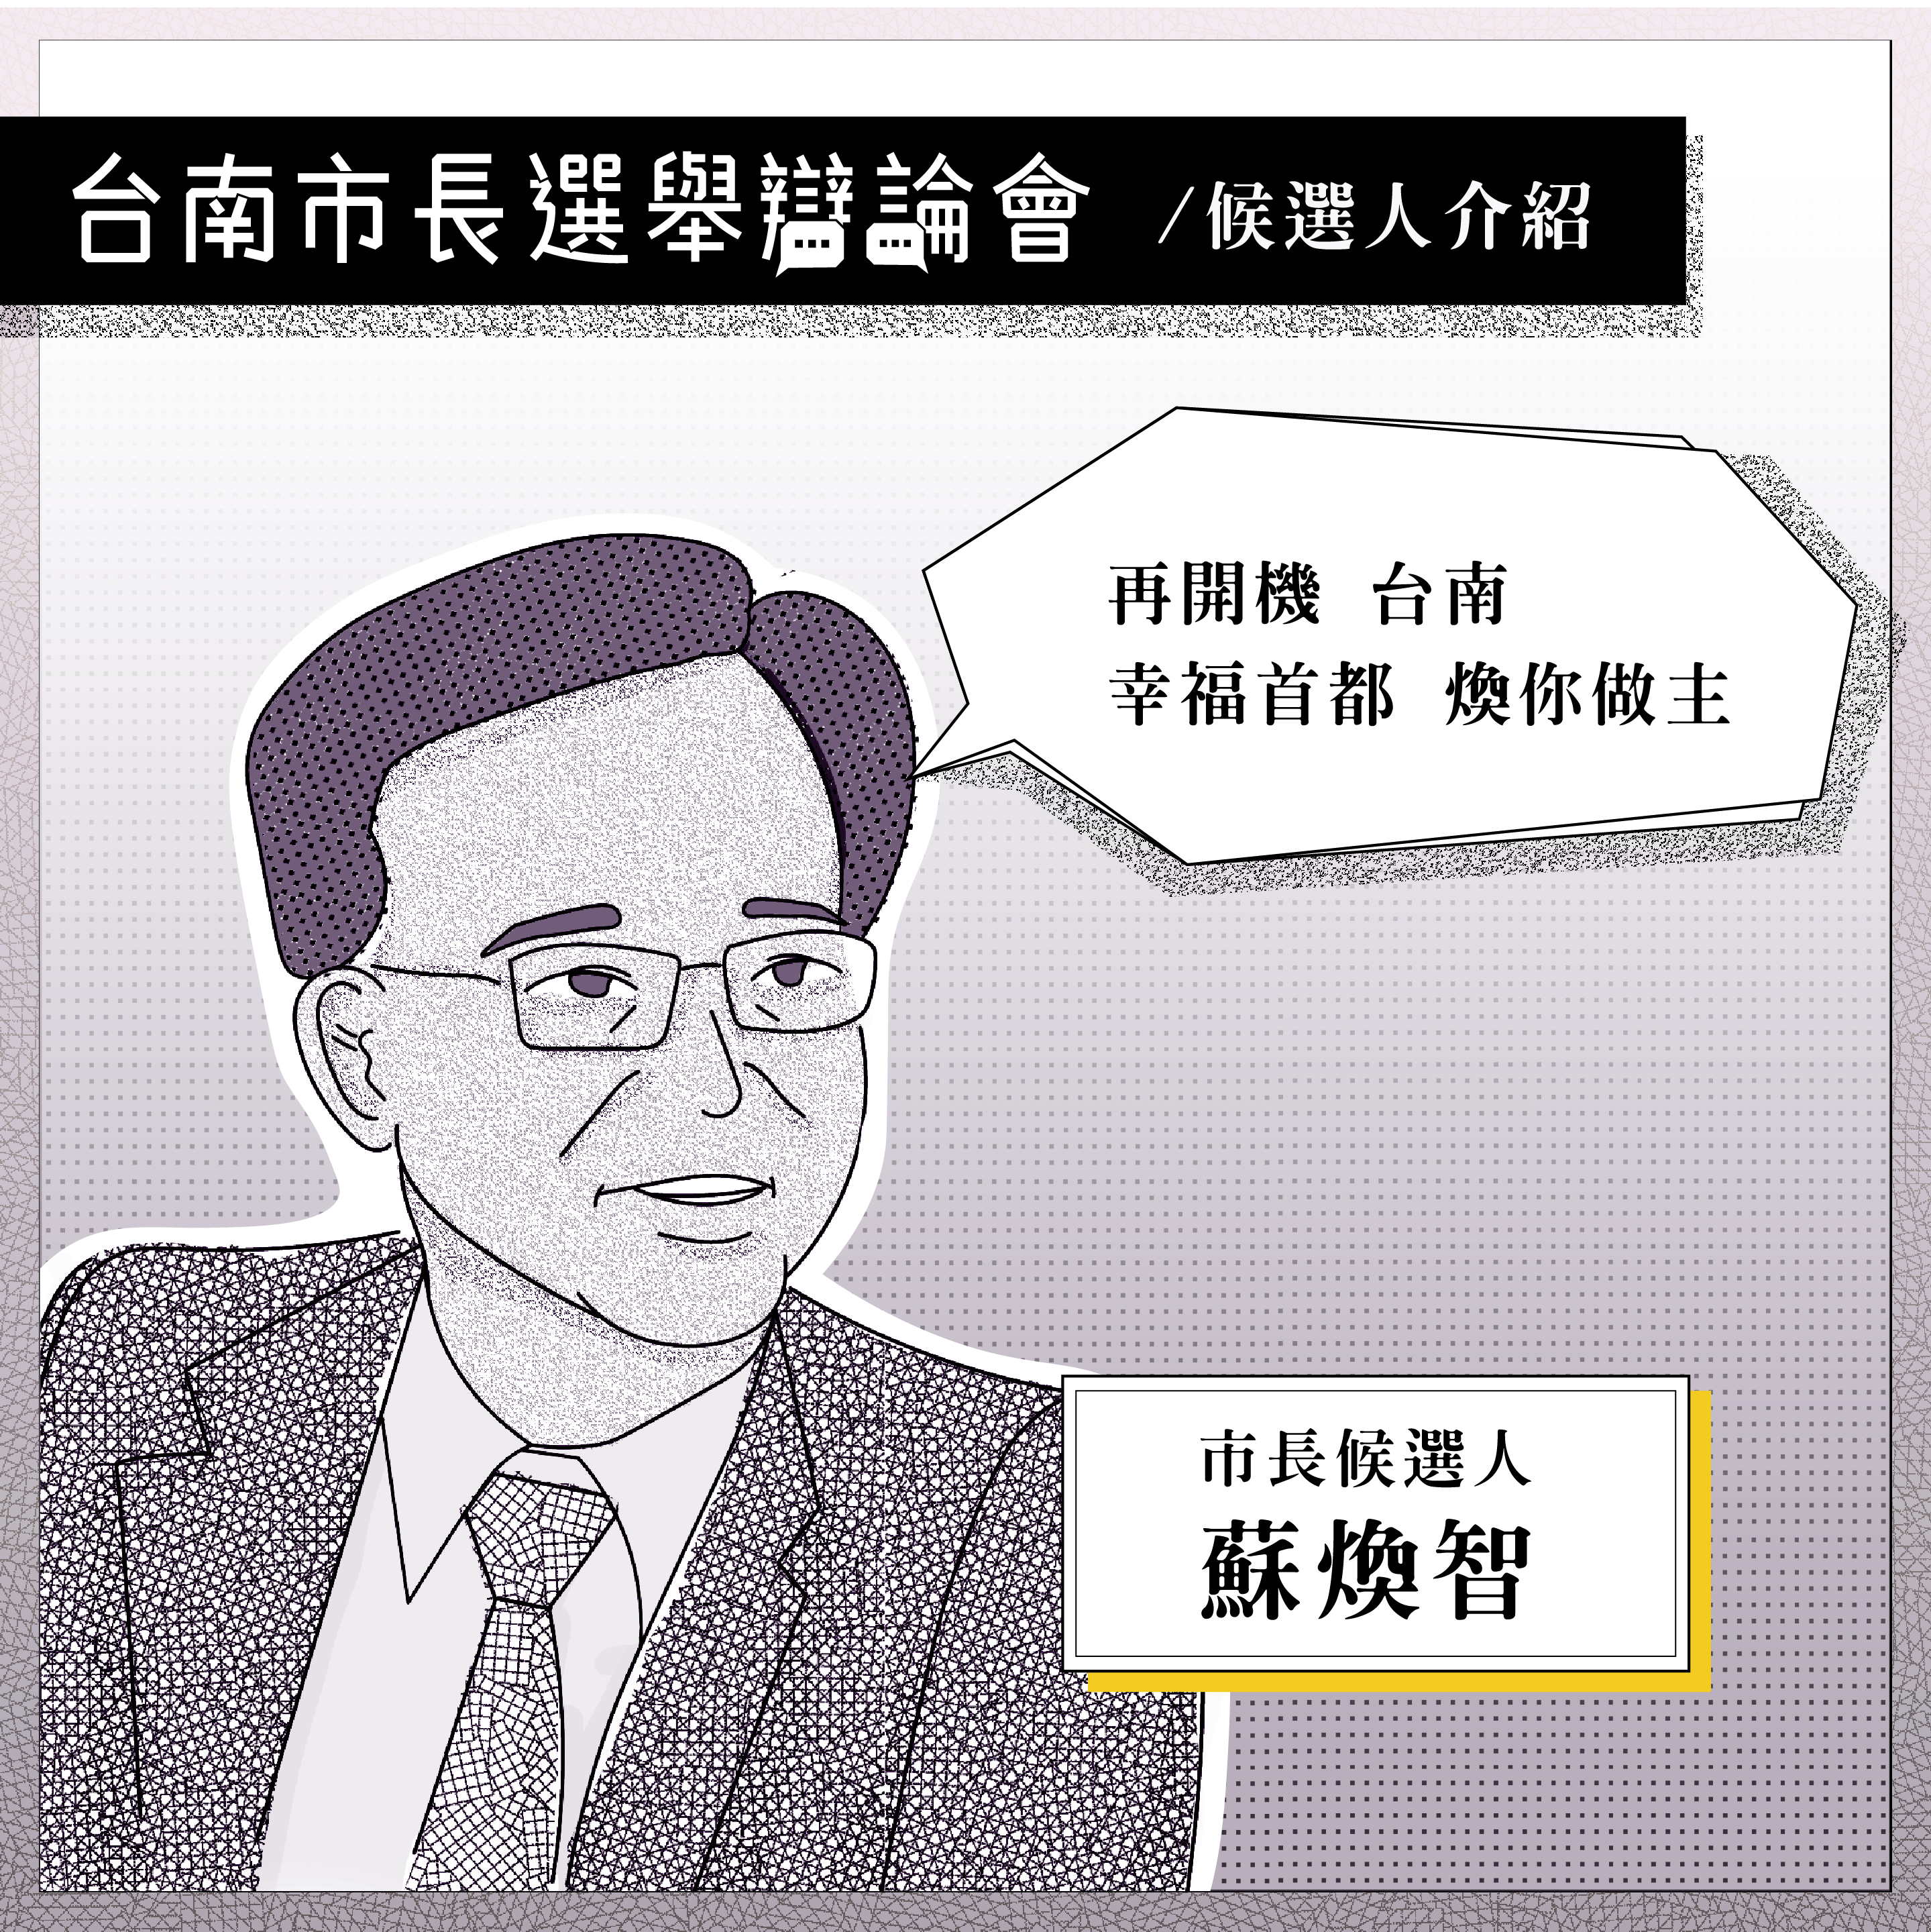 台南市長選舉辯論會 /候選人介紹
再開機 台南
幸福首都 煥你做主
市長候選人
蘇煥智